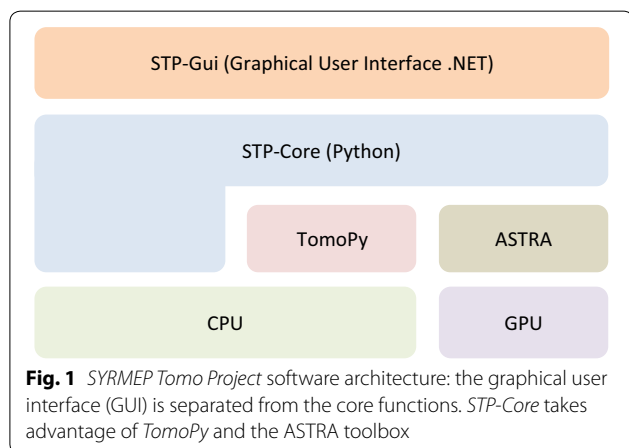 STP-Gui (Graphical User Interface .NET)
STP-Core (Python)
TomoPy
ASTRA
CPU
GPU
Fig. 1 SYRMEP Tomo Project software architecture: the graphical user
interface (GUI) is separated from the core functions. STP-Core takes
advantage of TomoPy and the ASTRA toolbox